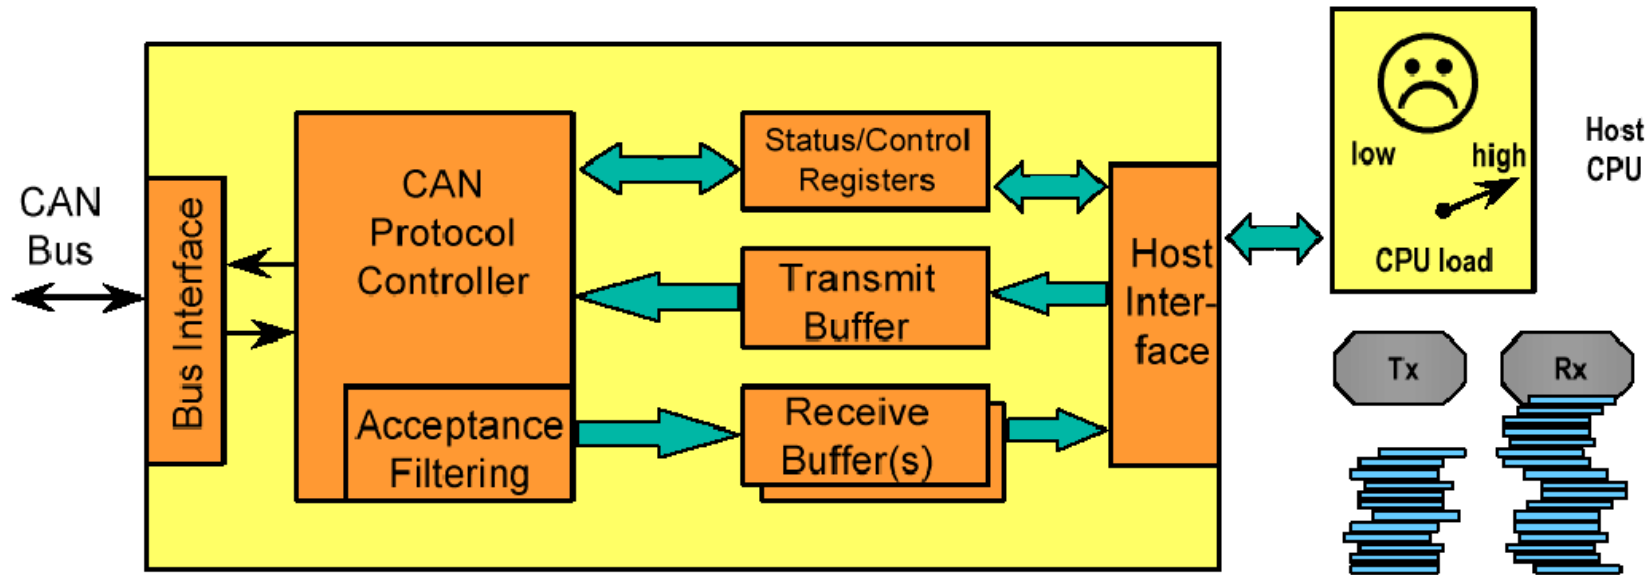 CAN
Bus
Bus Interface
CAN
Protocol
Controller
Acceptance
Filtering
Status/Control
Registers
Transmit
Buffer
Receive
Buffer(s)
Host
Inter-
face
low
high
CPU load
Host
CPU
Tx
Rx